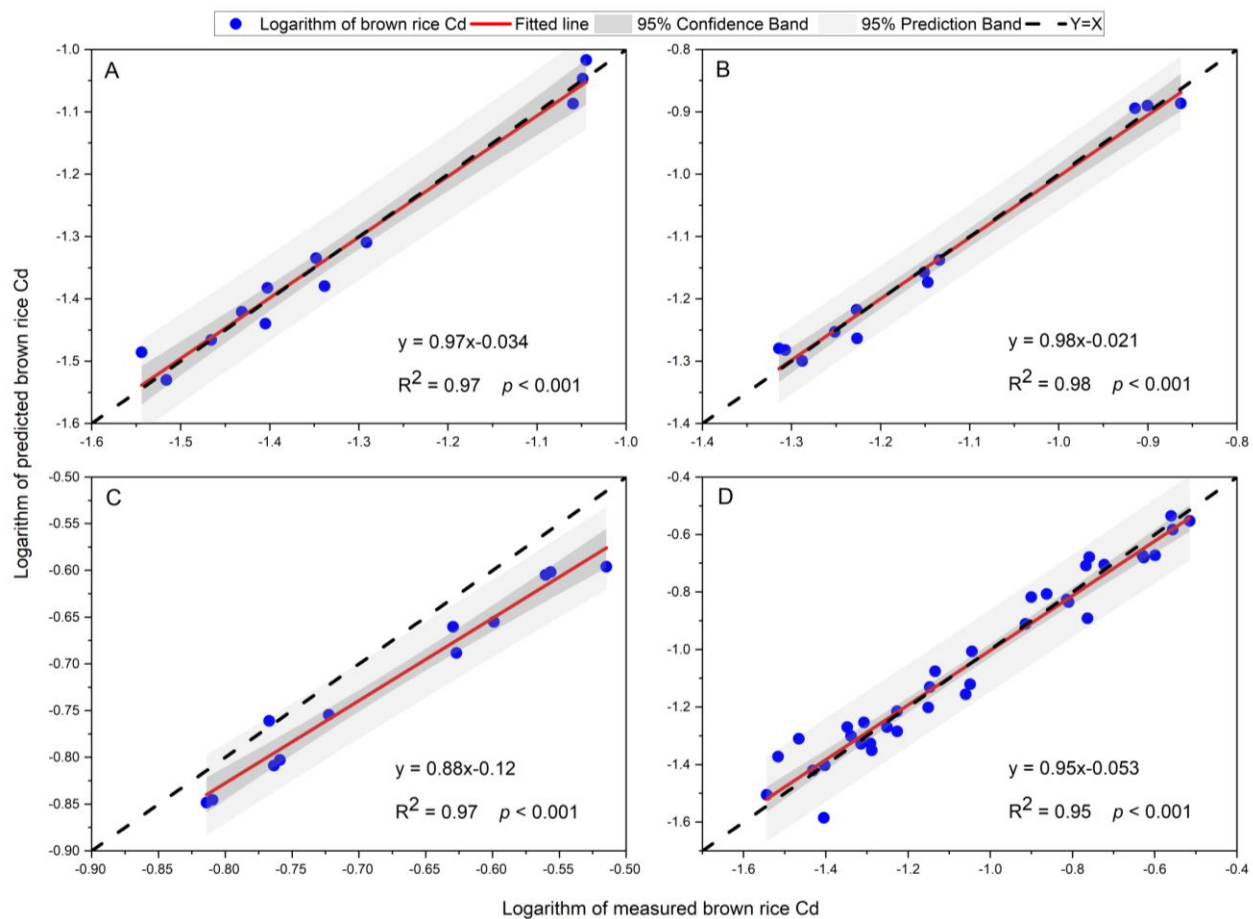 Logarithm of brown rice Cd Fitted line 95% Confidence Band 95% Prediction Band Y=X
A
-1.0
-1.1
-1.2
-1.3
-1.4
-1.5
-1.6
y = 0.97x-0.034
R2 = 0.97 p < 0.001
-1.6 -1.5 -1.4 -1.3 -1.2 -1.1 -1.0
B
-0.8
-0.9
-1.0
-1.1
-1.2
-1.3
-1.4
y = 0.98x-0.021
R2 = 0.98 p < 0.001
-1.4 -1.3 -1.2 -1.1 -1.0 -0.9 -0.8
Logarithm of predicted brown rice Cd
C
-0.50
-0.55
-0.60
-0.65
-0.70
-0.75
-0.80
-0.85
-0.90
y = 0.88x-0.12
R2 = 0.97 p < 0.001
-0.90 -0.85 -0.80 -0.75 -0.70 -0.65 -0.60 -0.55 -0.50
D
-0.4
-0.6
-0.8
-1.0
-1.2
-1.4
-1.6
y = 0.95x-0.053
R2 = 0.95 p < 0.001
-1.6 -1.4 -1.2 -1.0 -0.8 -0.6 -0.4
Logarithm of measured brown rice Cd